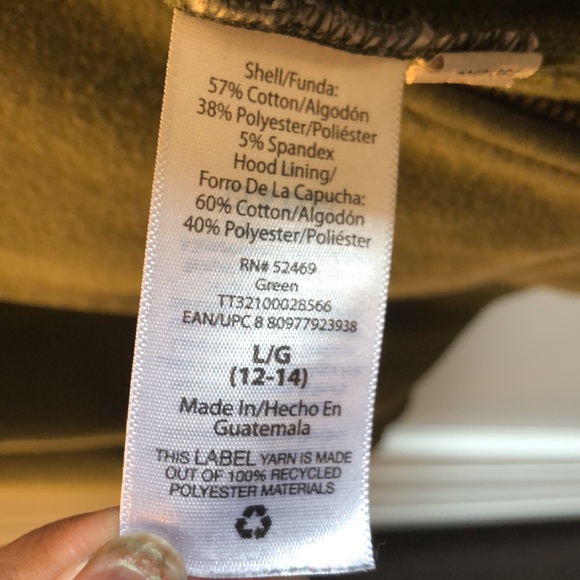 Shell/Funda:
57% Cotton/Algodón
38% Polyester/Poliéster
5% Spandex
Hood Lining/
Forro De La Capucha:
60% Cotton/Algodón
40% Polyester/Poliéster
RN# 52469
Green
TT32100028566
EAN/UPC 8 80977923938
L/G
(12-14)
Made In/Hecho En
Guatemala
THIS LABEL YARN IS MADE
OUT OF 100% RECYCLED
POLYESTER MATERIALS